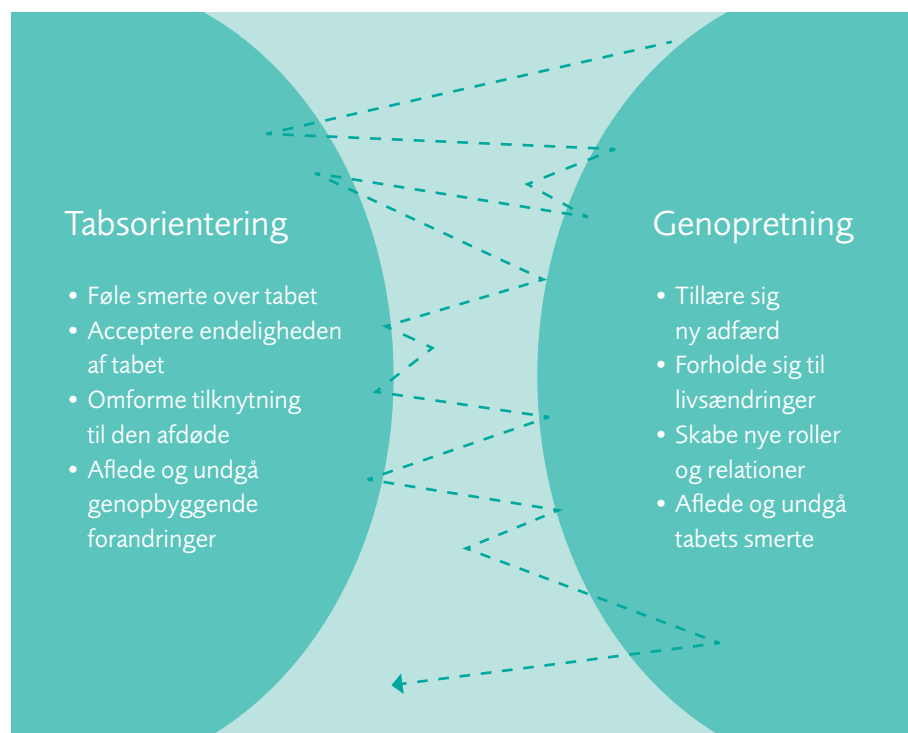 Tabsorientering
• Føle smerte over tabet
• Acceptere endeligheden
af tabet
• Omforme tilknytning
til den afdøde
• Aflede og undgå
genopbyggende
forandringer
Genopretning
• Tillære sig
ny adfærd
• Forholde sig til
livsændringer
• Skabe nye roller
og relationer
• Aflede og undgå
tabets smerte